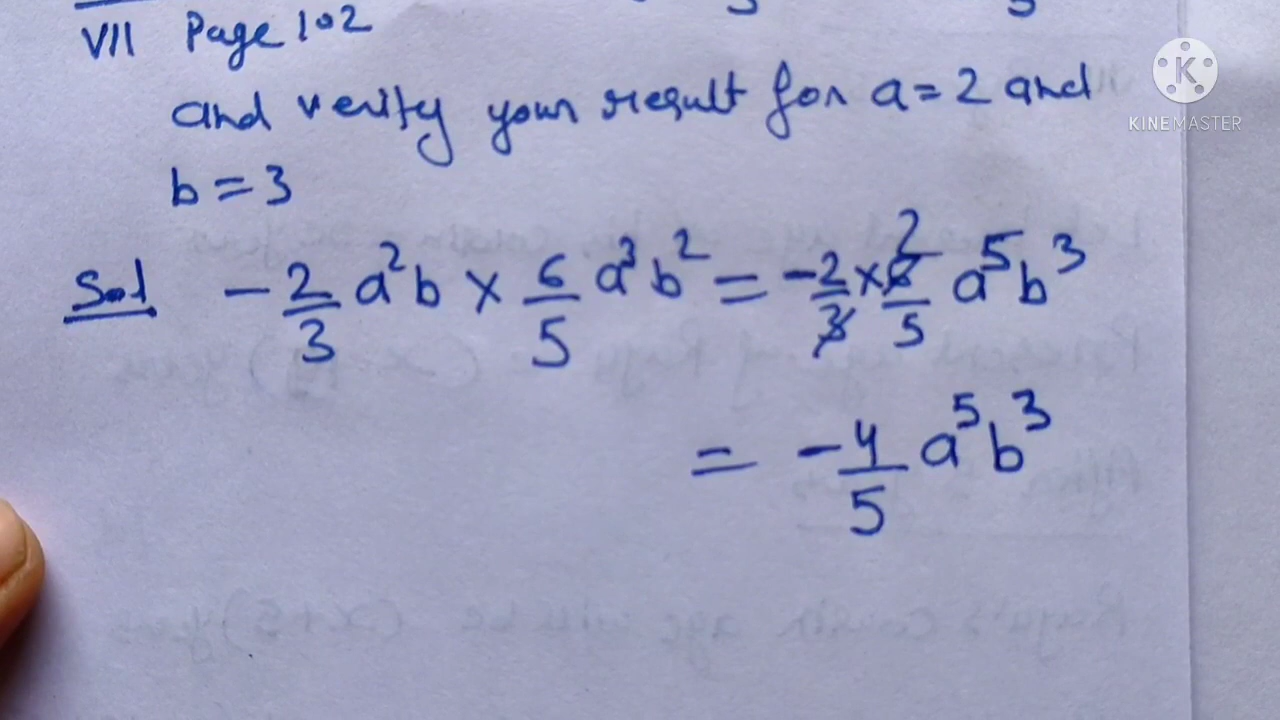 VII Page 102
and verify your result for a = 2 and
b = 3
Sol - 2/3 a²b × 6/5 a³b² = -2/3 × 6/5 2 a⁵b³
= -4/5 a⁵b³
K
KINEMASTER